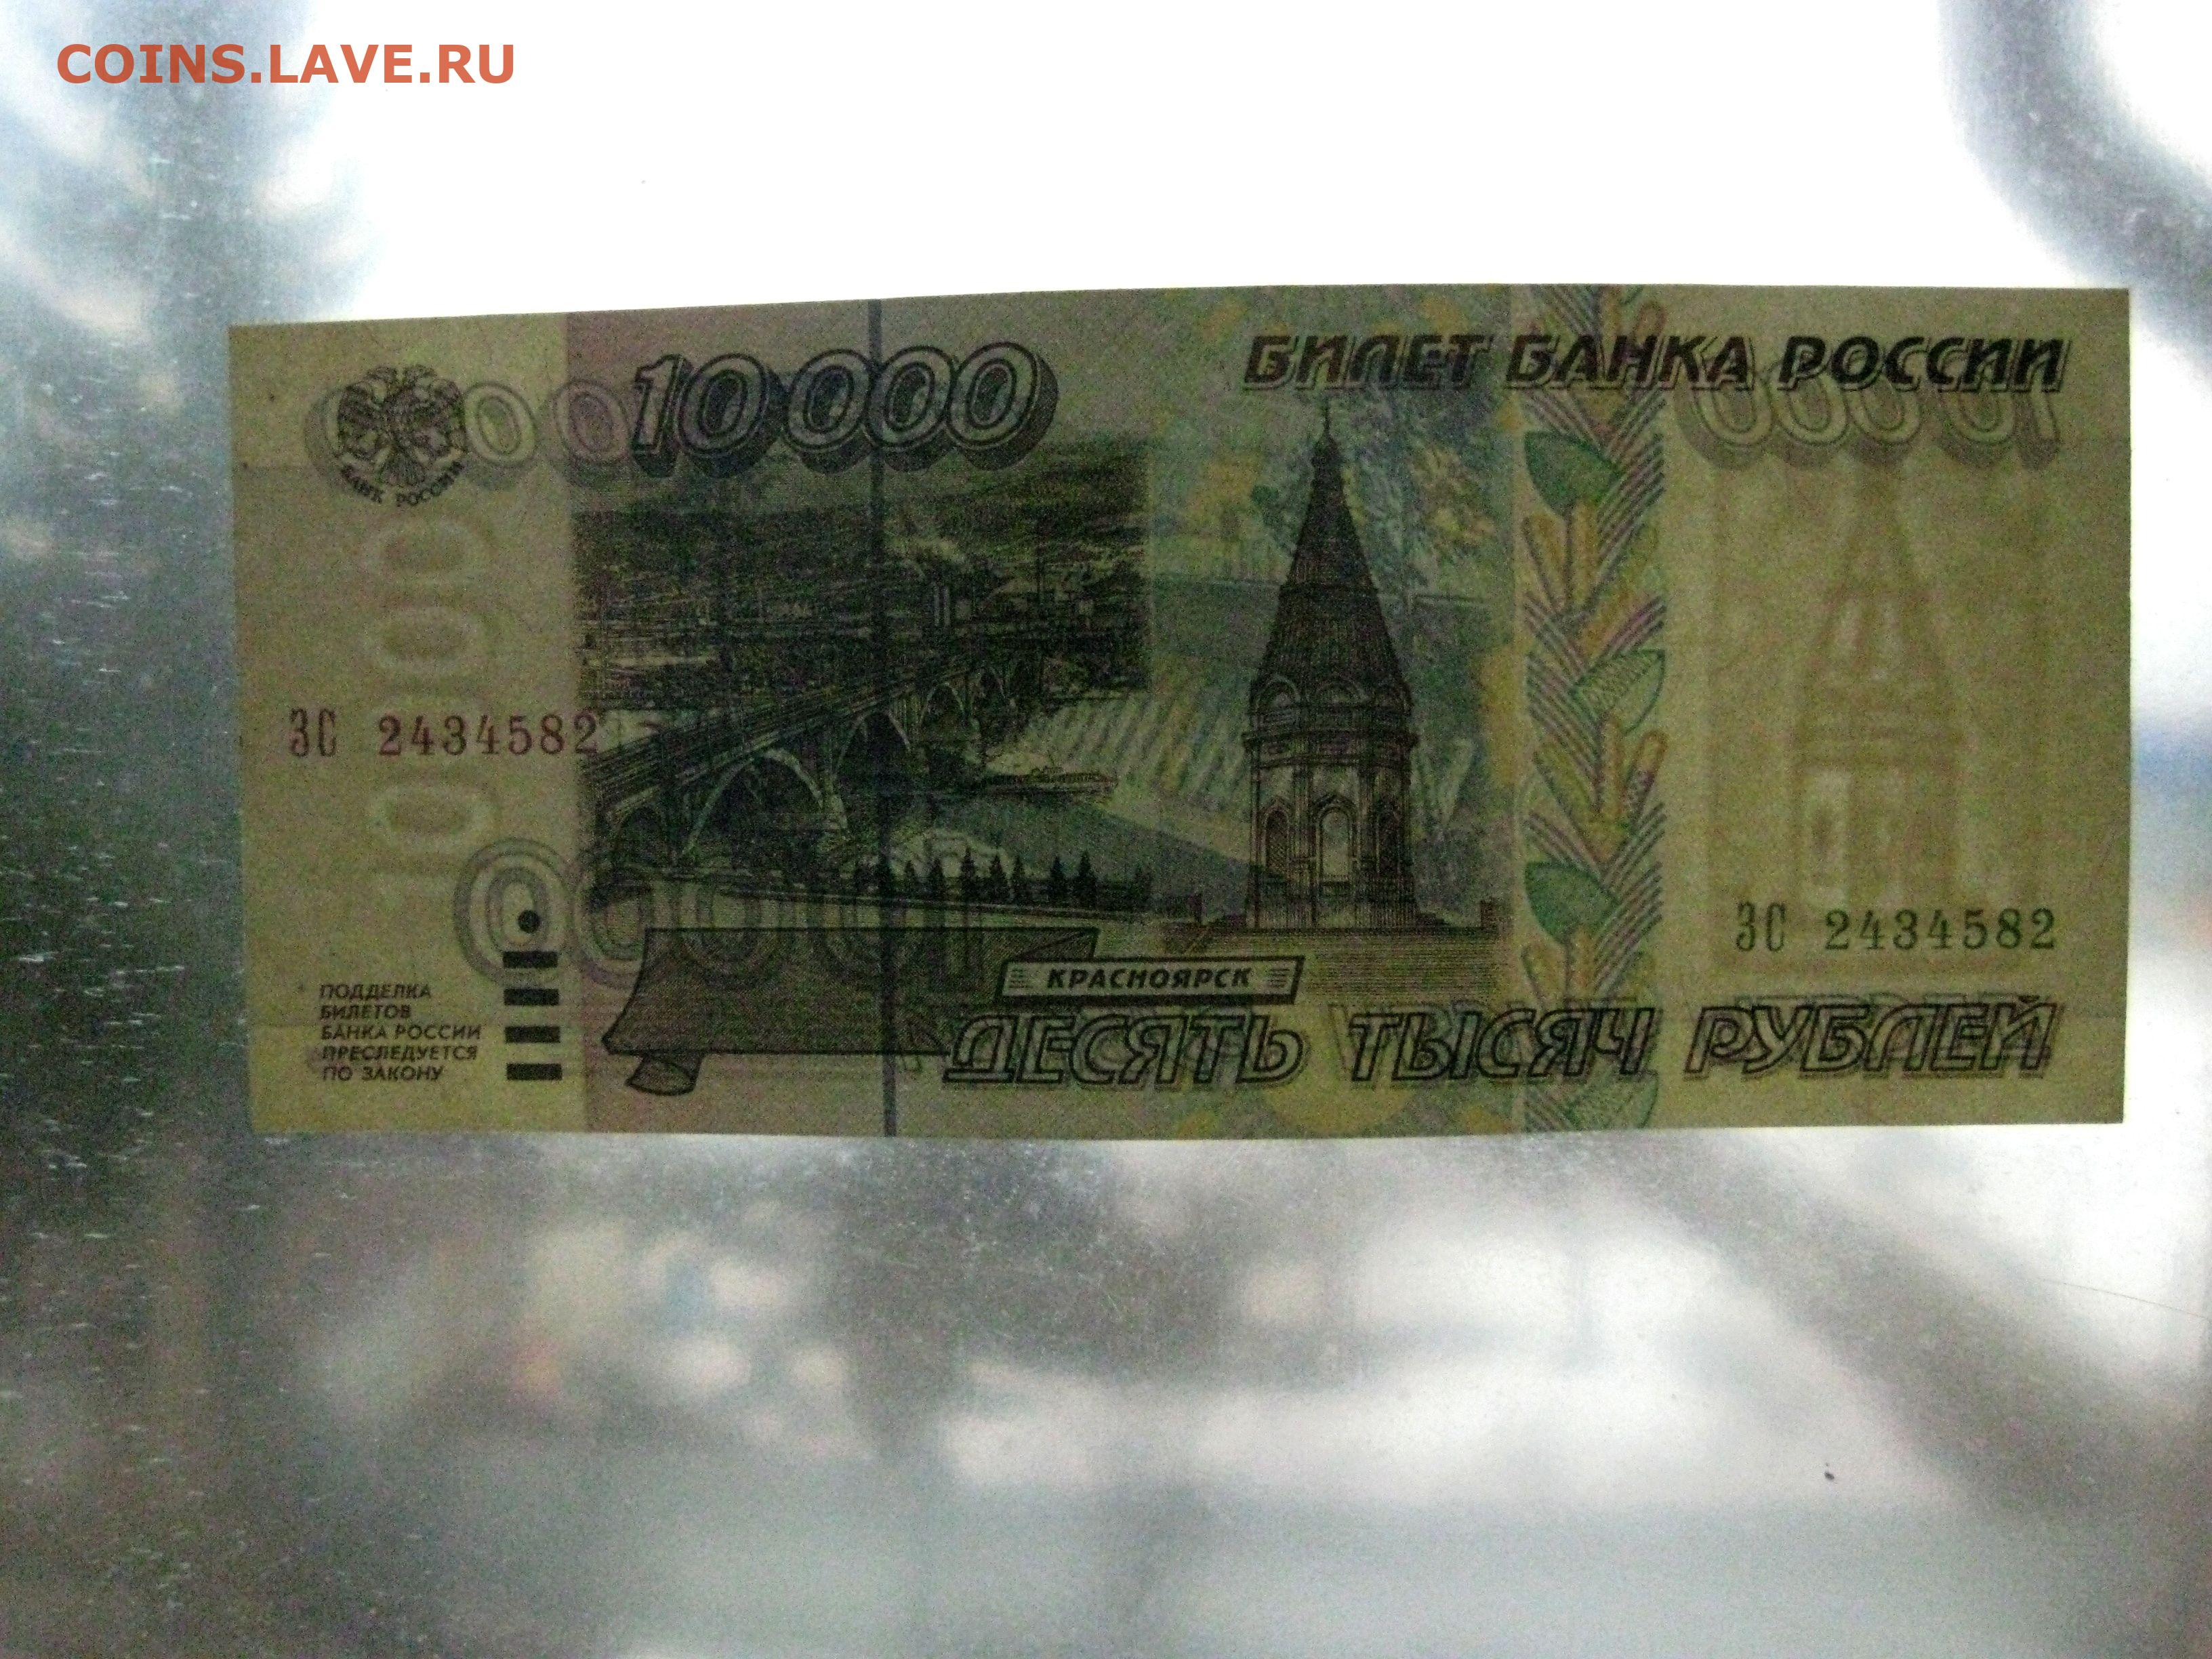 COINS.LAVE.RU
10 000
БИЛЕТ БАНКА РОССИИ
БАНК РОССИИ
10000
ЗС 2434582
ЗС 2434582
КРАСНОЯРСК
ПОДДЕЛКА
БИЛЕТОВ
БАНКА РОССИИ
ПРЕСЛЕДУЕТСЯ
ПО ЗАКОНУ
ДЕСЯТЬ ТЫСЯЧ РУБЛЕЙ